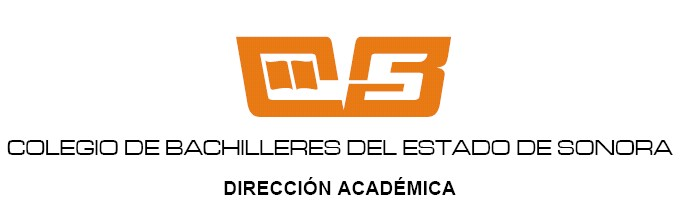 COLEGIO DE BACHILLERES DEL ESTADO DE SONORA
DIRECCIÓN ACADÉMICA